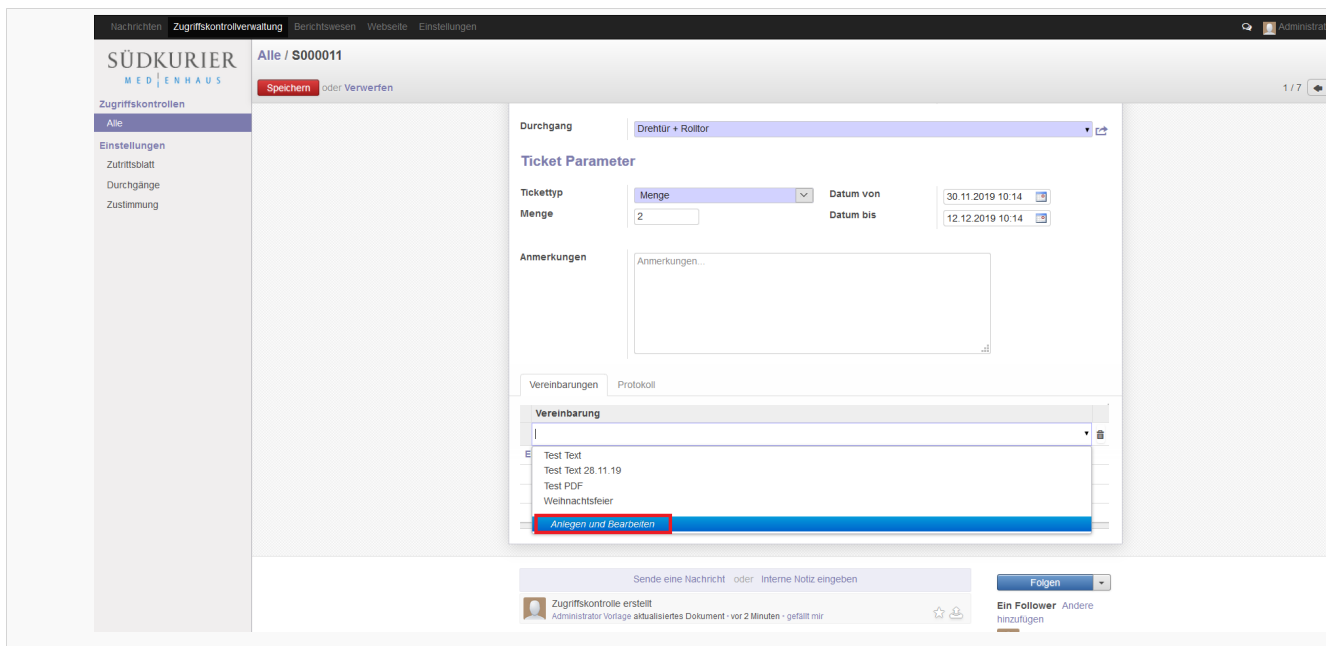 Nachrichten Zugriffskontrollverwaltung Berichtswesen Webseite Einstellungen
SÜDKURIER
MEDIENHAUS
Alle / S000011
Speichern oder Verwerfen
1 / 7
Zugriffskontrollen
Alle
Einstellungen
Zutrittsblatt
Durchgänge
Zustimmung
Durchgang Drehtür + Rolltor
Ticket Parameter
Tickettyp Menge Datum von 30.11.2019 10:14
Menge 2 Datum bis 12.12.2019 10:14
Anmerkungen Anmerkungen...
Vereinbarungen Protokoll
Vereinbarung
E
Test Text
Test Text 28.11.19
Test PDF
Weihnachtsfeier
Anlegen und Bearbeiten
Sende eine Nachricht oder Interne Notiz eingeben
Folgen
Zugriffskontrolle erstellt
Administrator Vorlage aktualisiertes Dokument · vor 2 Minuten · gefällt mir
Ein Follower Andere
hinzufügen